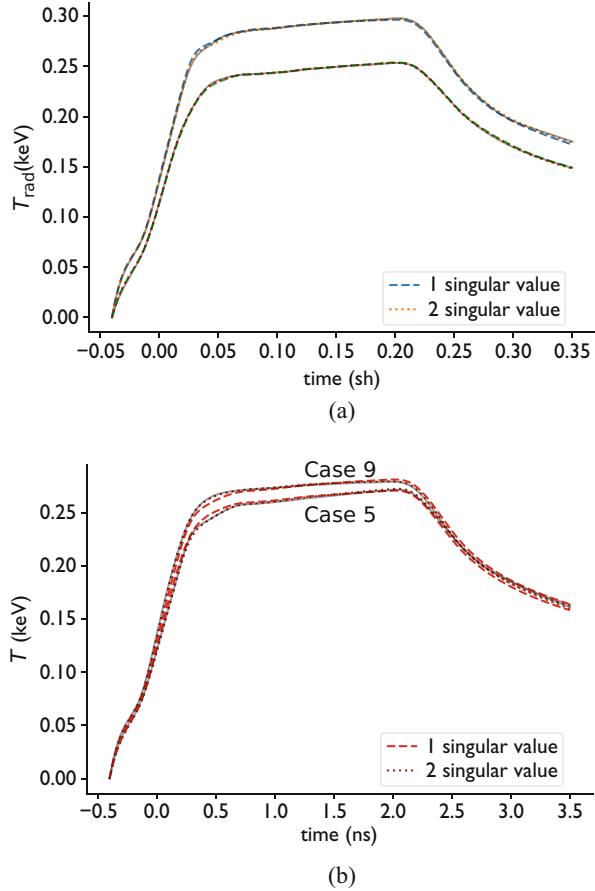 0.30
0.25
0.20
0.15
0.10
0.05
0.00
T_rad(keV)
1 singular value
2 singular value
−0.05 0.00 0.05 0.10 0.15 0.20 0.25 0.30 0.35
time (sh)
(a)
Case 9
Case 5
0.25
0.20
0.15
0.10
0.05
0.00
T (keV)
1 singular value
2 singular value
−0.5 0.0 0.5 1.0 1.5 2.0 2.5 3.0 3.5
time (ns)
(b)